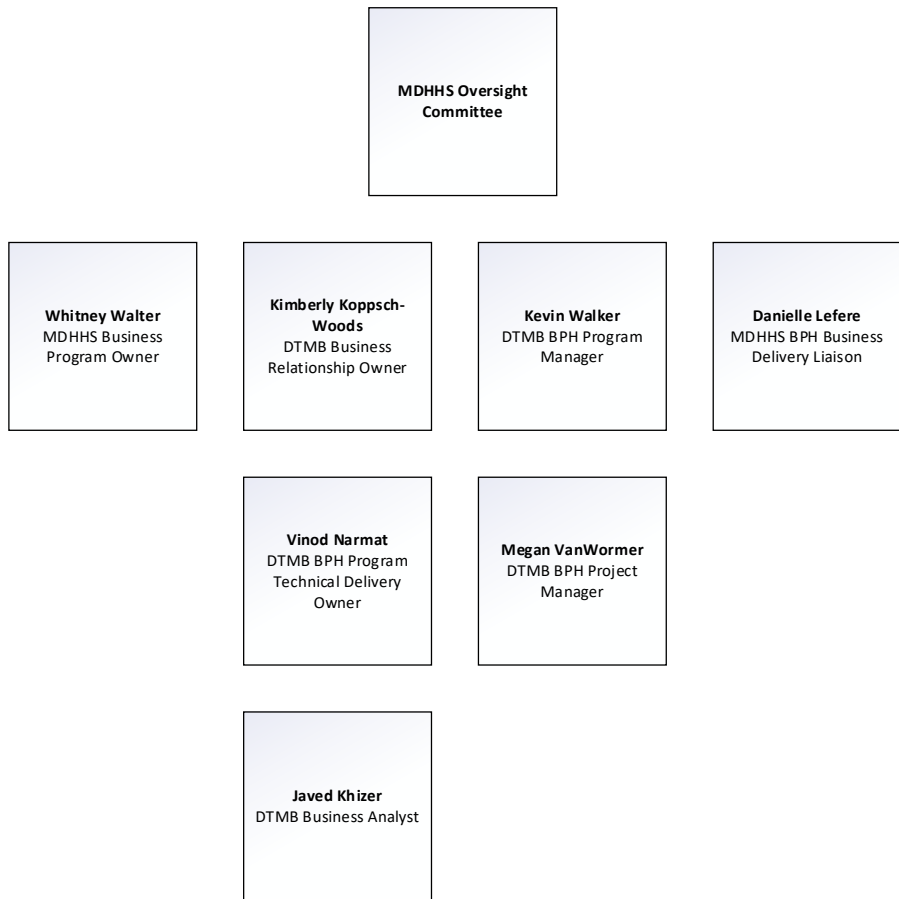 MDHHS Oversight
Committee
Whitney Walter
MDHHS Business
Program Owner
Kimberly Koppsch-
Woods
DTMB Business
Relationship Owner
Kevin Walker
DTMB BPH Program
Manager
Danielle Lefere
MDHHS BPH Business
Delivery Liaison
Vinod Narmat
DTMB BPH Program
Technical Delivery
Owner
Megan VanWormer
DTMB BPH Project
Manager
Javed Khizer
DTMB Business Analyst